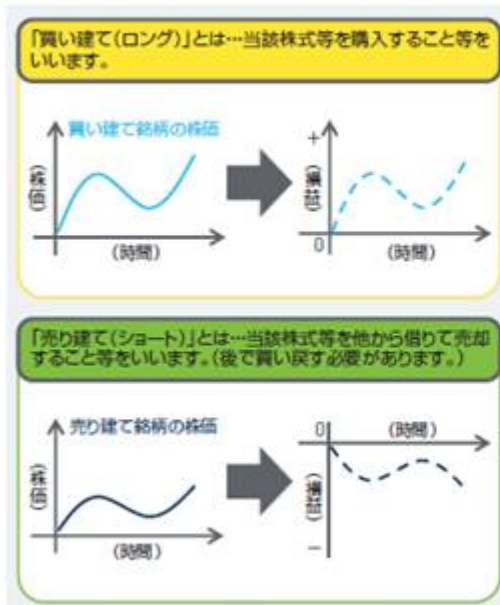 「買い建て(ロング)」とは…当該株式等を購入すること等を
いいます。
買い建て銘柄の株価
(株価)
(時間)
+
(損益)
0
(時間)
「売り建て(ショート)」とは…当該株式等を他から借りて売却
すること等をいいます。(後で買い戻す必要があります。)
売り建て銘柄の株価
(株価)
(時間)
0
(時間)
(損益)
−